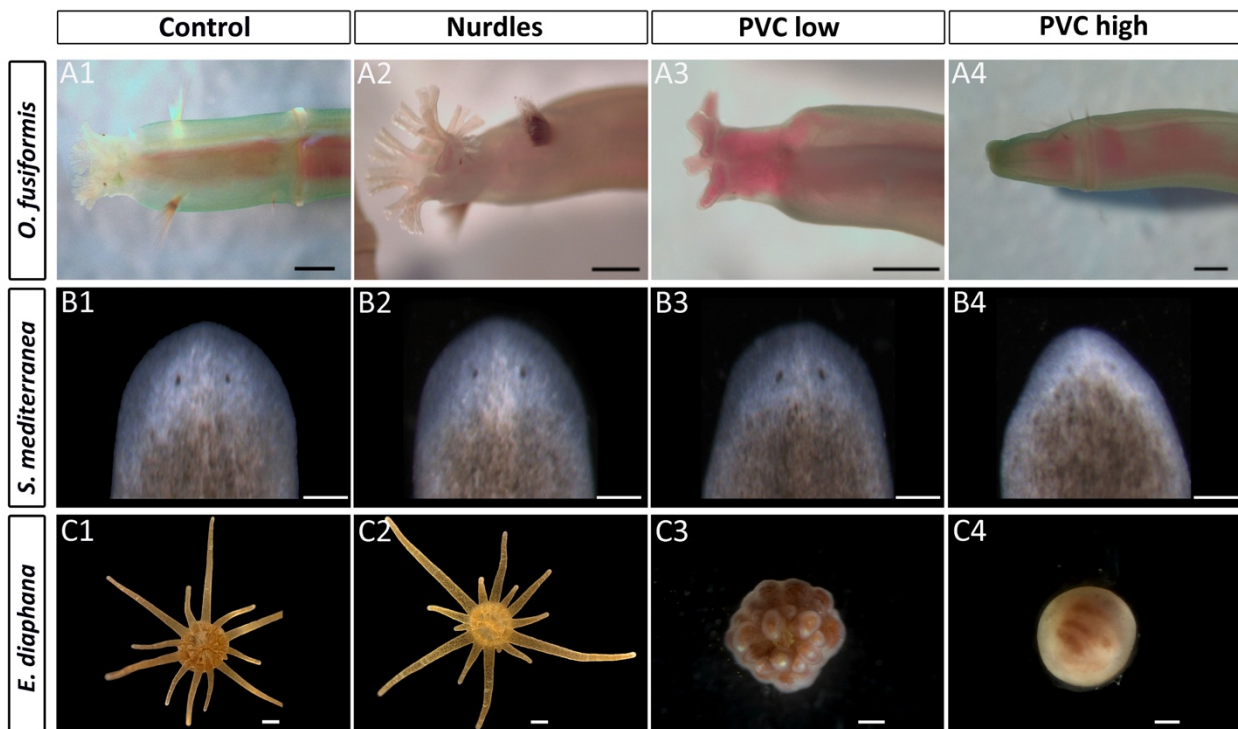 Control
Nurdles
PVC low
PVC high
O. fusiformis
A1
A2
A3
A4
S. mediterranea
B1
B2
B3
B4
E. diaphana
C1
C2
C3
C4